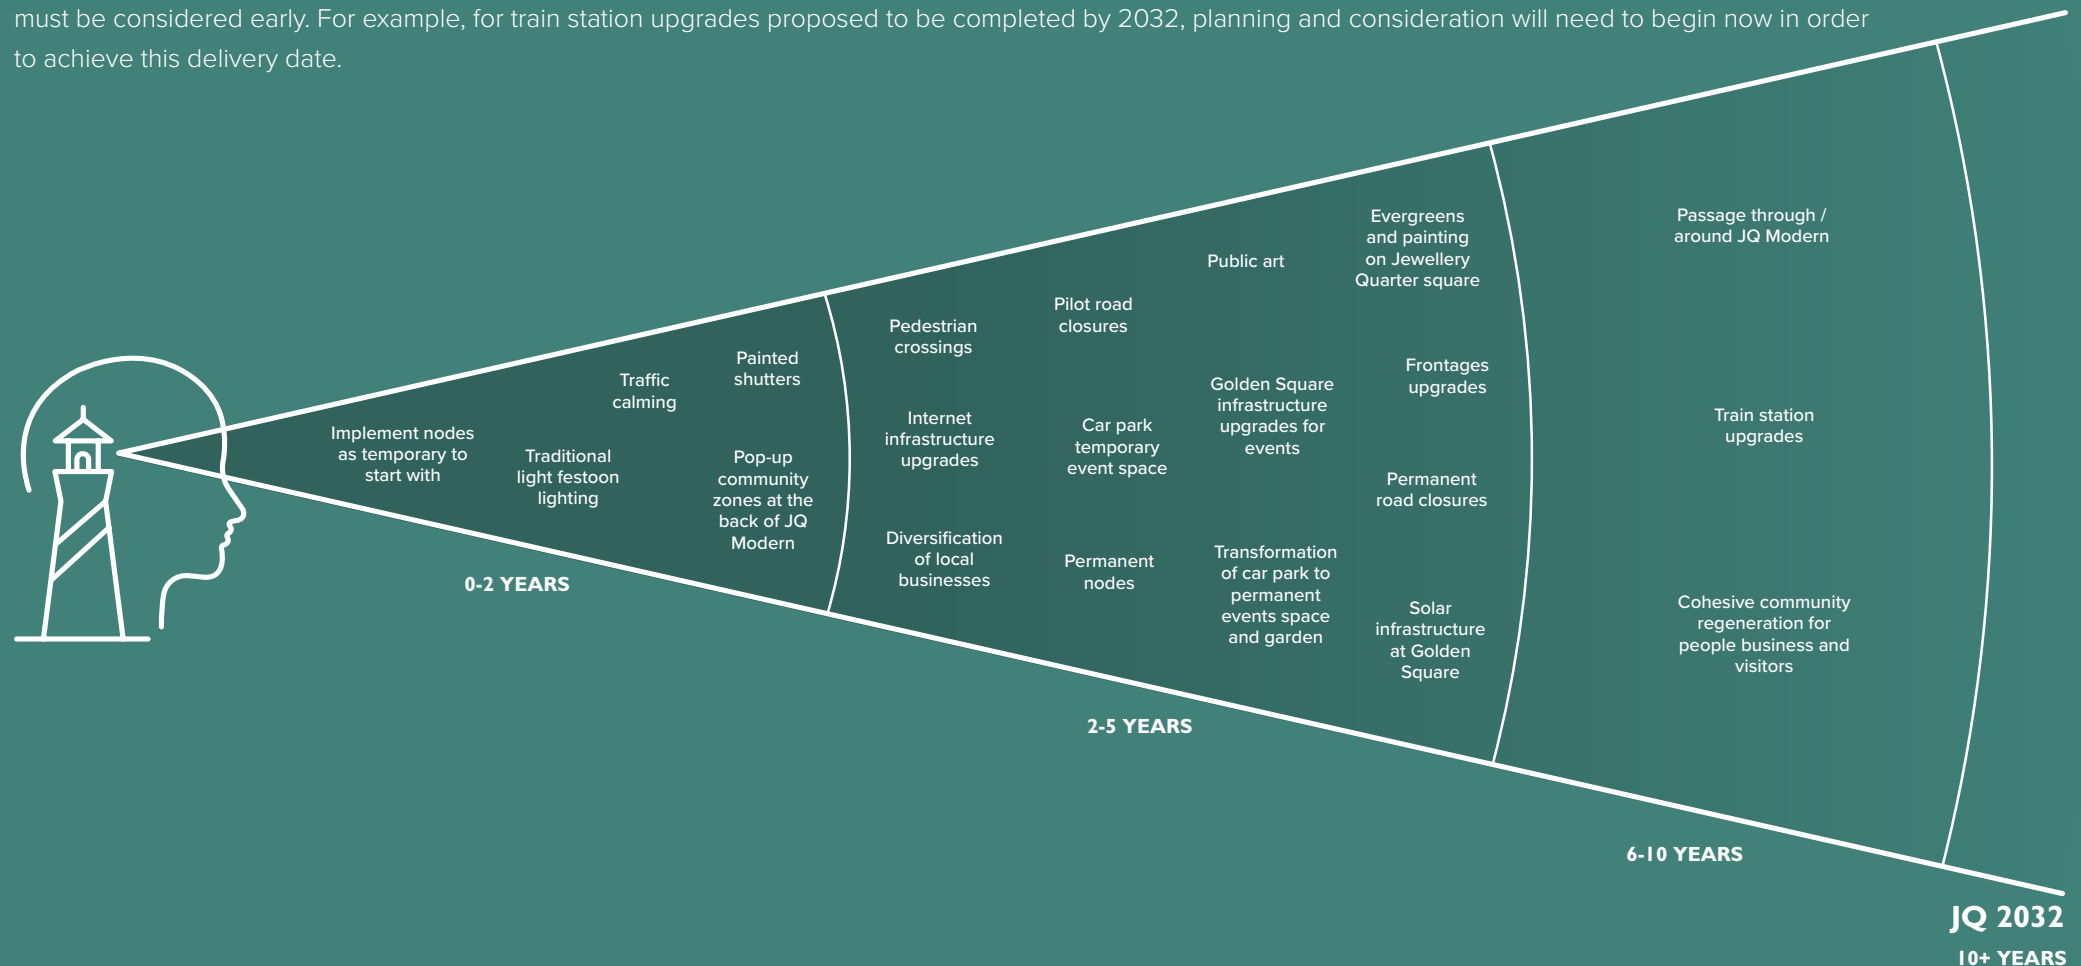 must be considered early. For example, for train station upgrades proposed to be completed by 2032, planning and consideration will need to begin now in order
to achieve this delivery date.
Implement nodes
as temporary to
start with
Traditional
light festoon
lighting
Traffic
calming
Painted
shutters
Pop-up
community
zones at the
back of JQ
Modern
0-2 YEARS
Pedestrian
crossings
Internet
infrastructure
upgrades
Diversification
of local
businesses
Pilot road
closures
Car park
temporary
event space
Permanent
nodes
Public art
Golden Square
infrastructure
upgrades for
events
Transformation
of car park to
permanent
events space
and garden
Evergreens
and painting
on Jewellery
Quarter square
Frontages
upgrades
Permanent
road closures
Solar
infrastructure
at Golden
Square
2-5 YEARS
Passage through /
around JQ Modern
Train station
upgrades
Cohesive community
regeneration for
people business and
visitors
6-10 YEARS
JQ 2032
10+ YEARS